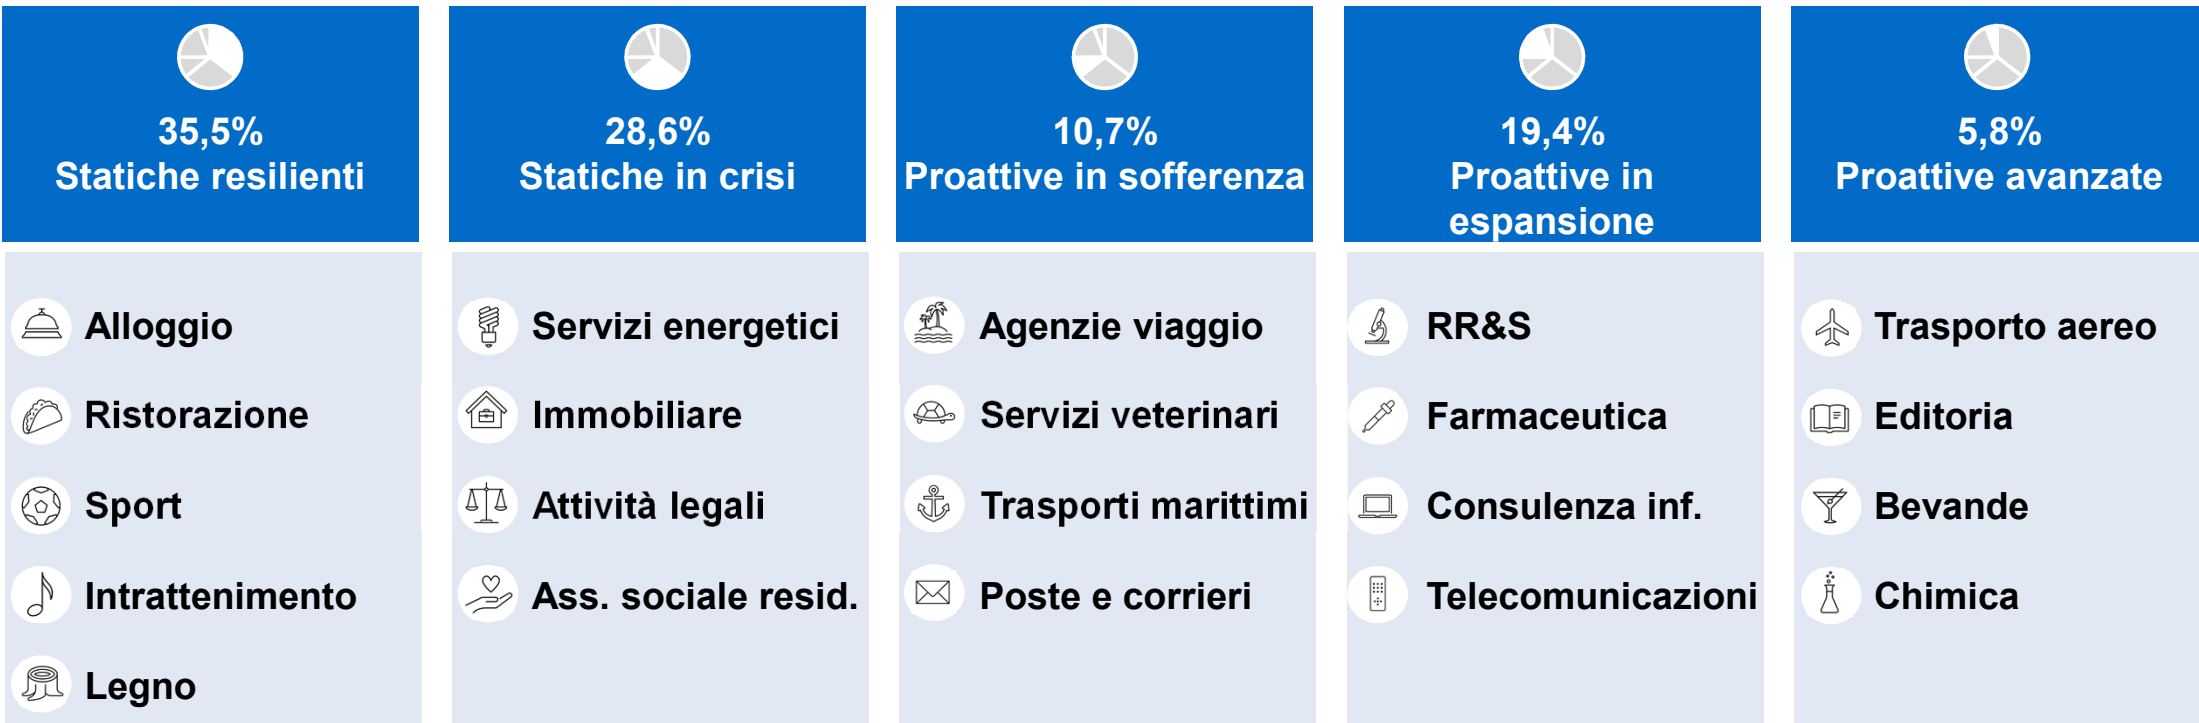 35,5%
Statiche resilienti
Alloggio
Ristorazione
Sport
Intrattenimento
Legno
28,6%
Statiche in crisi
Servizi energetici
Immobiliare
Attività legali
Ass. sociale resid.
10,7%
Proattive in sofferenza
Agenzie viaggio
Servizi veterinari
Trasporti marittimi
Poste e corrieri
19,4%
Proattive in
espansione
RR&S
Farmaceutica
Consulenza inf.
Telecomunicazioni
5,8%
Proattive avanzate
Trasporto aereo
Editoria
Bevande
Chimica